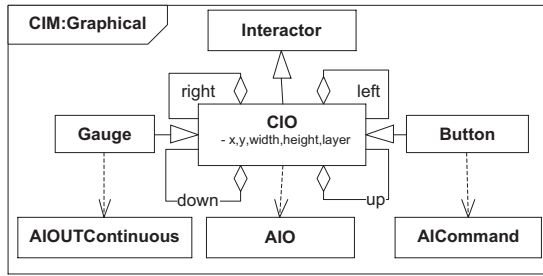 CIM:Graphical
Interactor
right
left
CIO
- x,y,width,height,layer
Gauge
Button
down
up
AIOUTContinuous
AIO
AICommand